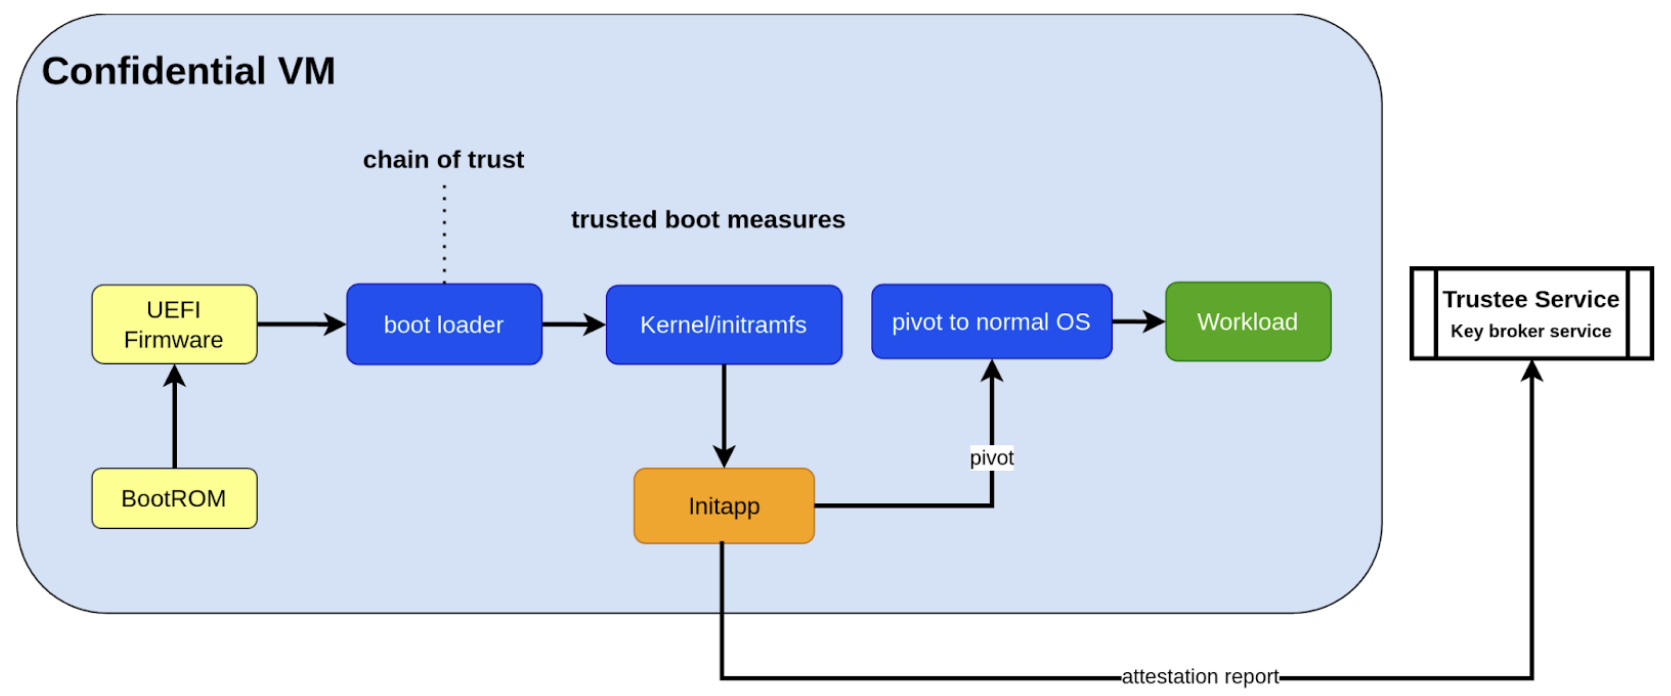 Confidential VM
chain of trust
trusted boot measures
UEFI
Firmware
boot loader
Kernel/initramfs
pivot to normal OS
Workload
Trustee Service
Key broker service
pivot
BootROM
Initapp
attestation report